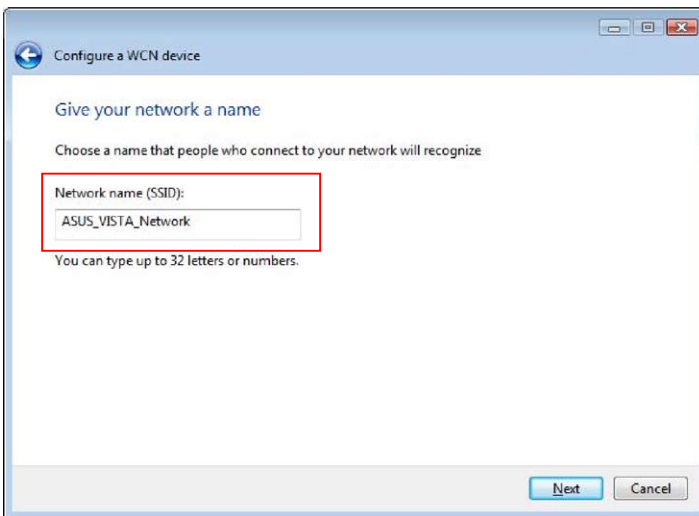 Configure a WCN device
Give your network a name
Choose a name that people who connect to your network will recognize
Network name (SSID):
ASUS_VISTA_Network
You can type up to 32 letters or numbers.
Next Cancel